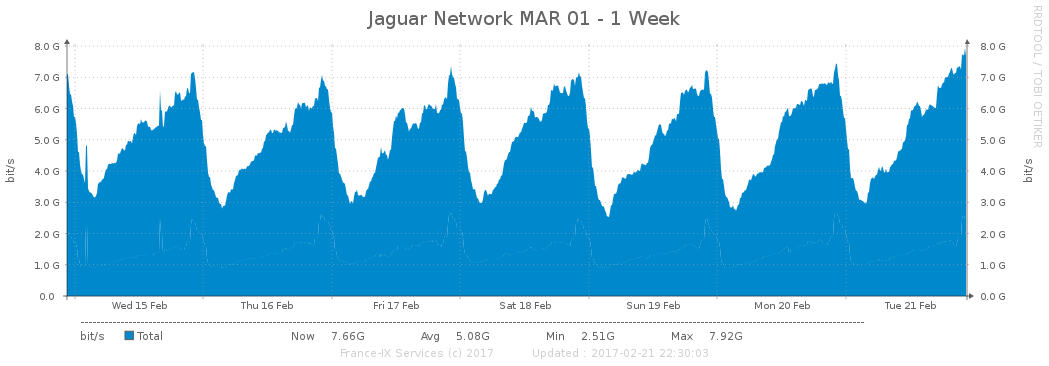 Jaguar Network MAR 01 - 1 Week
RRDTOOL / TOBI OETIKER
bit/s
8.0 G 8.0 G
7.0 G 7.0 G
6.0 G 6.0 G
5.0 G 5.0 G
4.0 G 4.0 G
3.0 G 3.0 G
2.0 G 2.0 G
1.0 G 1.0 G
0.0 0.0 G
bit/s
Wed 15 Feb Thu 16 Feb Fri 17 Feb Sat 18 Feb Sun 19 Feb Mon 20 Feb Tue 21 Feb
bit/s Total Now 7.66G Avg 5.08G Min 2.51G Max 7.92G
France-IX Services (c) 2017 Updated : 2017-02-21 22:30:03